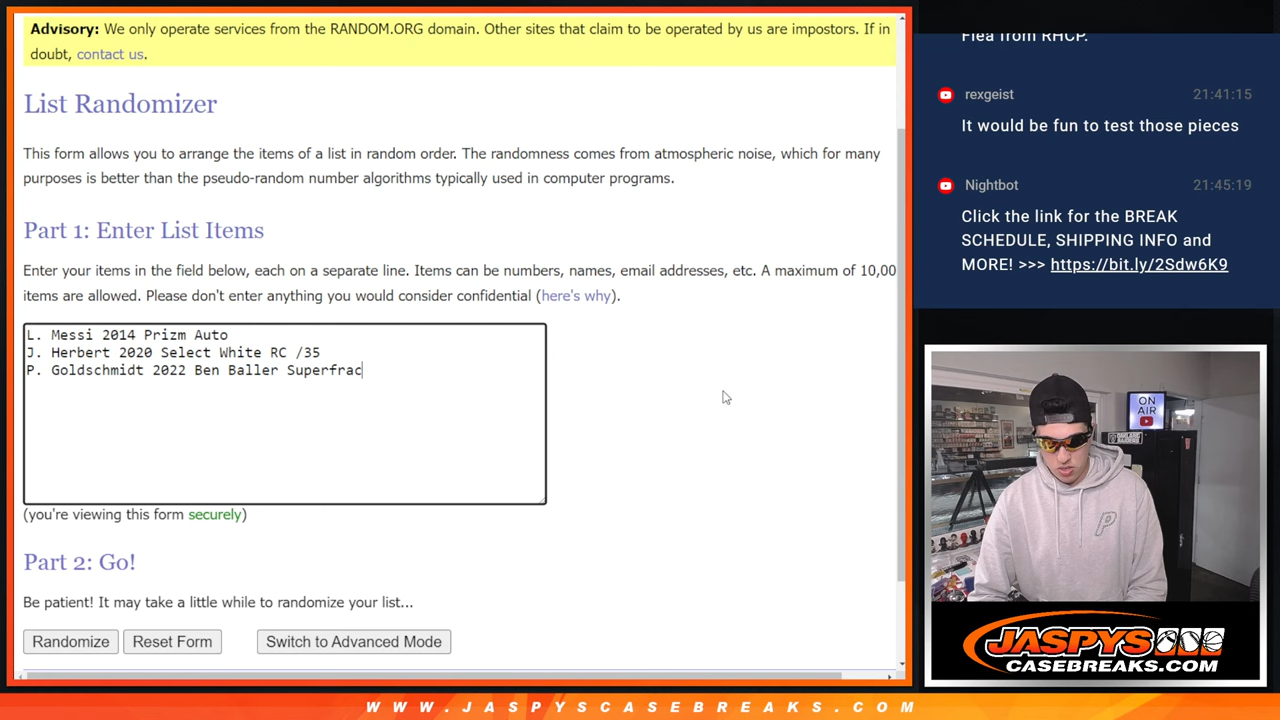 Advisory: We only operate services from the RANDOM.ORG domain. Other sites that claim to be operated by us are impostors. If in
doubt, contact us.
List Randomizer
This form allows you to arrange the items of a list in random order. The randomness comes from atmospheric noise, which for many
purposes is better than the pseudo-random number algorithms typically used in computer programs.
Part 1: Enter List Items
Enter your items in the field below, each on a separate line. Items can be numbers, names, email addresses, etc. A maximum of 10,00
items are allowed. Please don't enter anything you would consider confidential (here's why).
L. Messi 2014 Prizm Auto
J. Herbert 2020 Select White RC /35
P. Goldschmidt 2022 Ben Baller Superfrac
(you're viewing this form securely)
Part 2: Go!
Be patient! It may take a little while to randomize your list...
Randomize Reset Form Switch to Advanced Mode
Flea from RHCP.
rexgeist 21:41:15
It would be fun to test those pieces
Nightbot 21:45:19
Click the link for the BREAK
SCHEDULE, SHIPPING INFO and
MORE! >>> https://bit.ly/2Sdw6K9
ON
AIR
JASPYS
CASEBREAKS.COM
WWW.JASPYSCASEBREAKS.COM